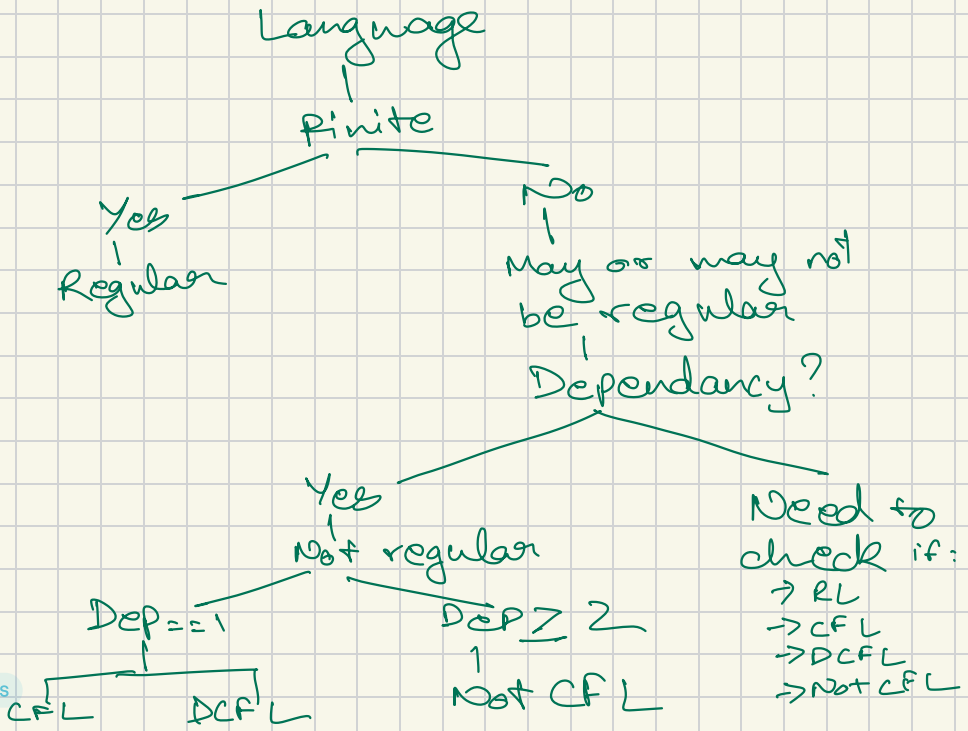 Language
Finite
Yes
No
Regular
May or may not
be regular
Dependancy?
Yes
Not regular
Need to
check if:
→ RL
→ CFL
→ DCFL
→ Not CFL
Dep==1
Dep ≥ 2
CFL
DCFL
Not CFL
s